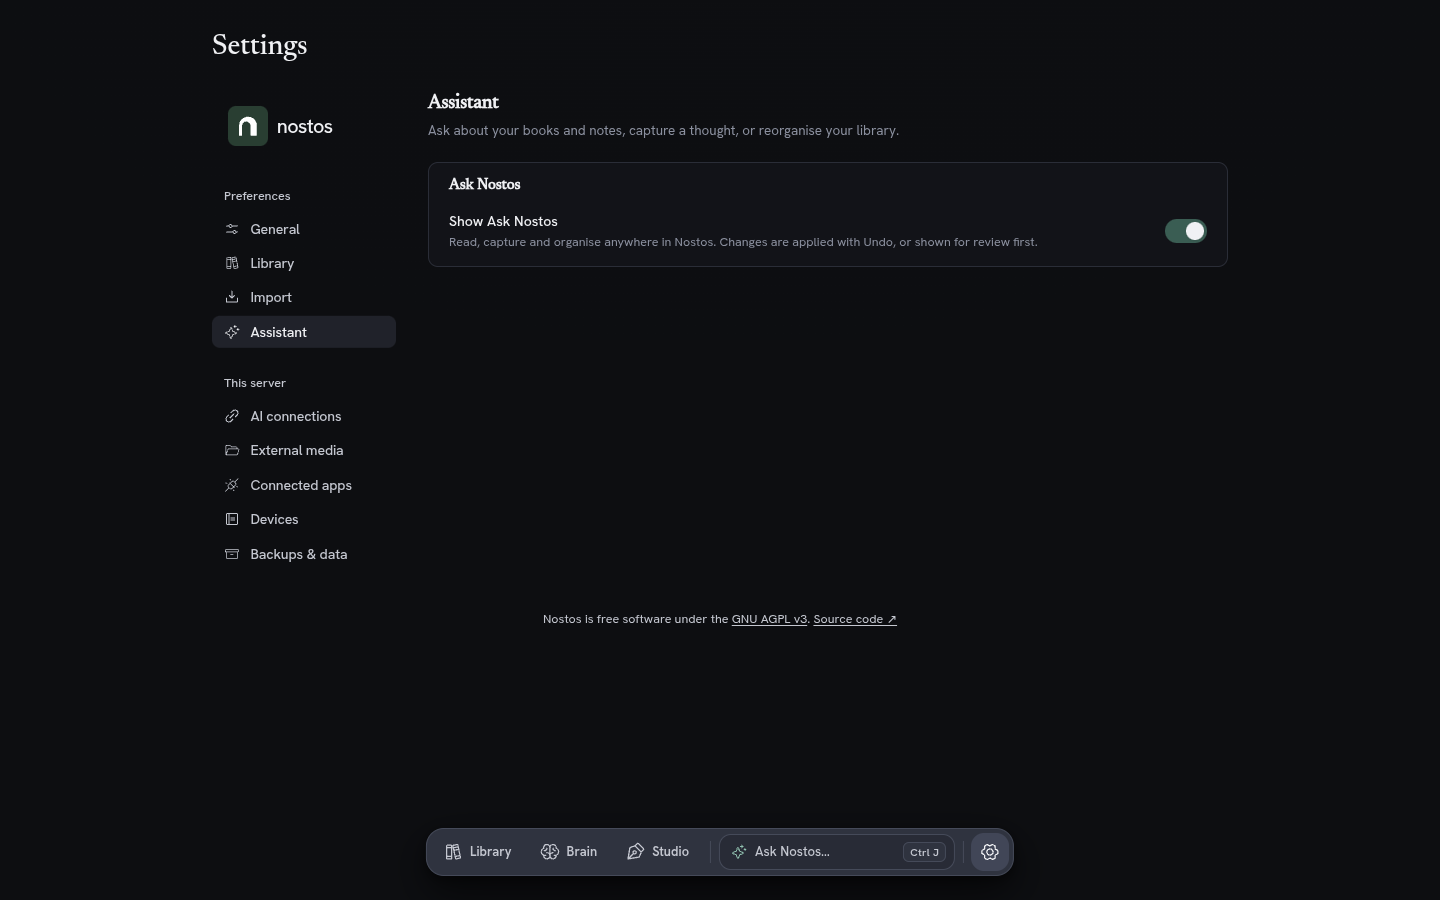 Settings
nostos
Preferences
General
Library
Import
Assistant
This server
AI connections
External media
Connected apps
Devices
Backups & data
Assistant
Ask about your books and notes, capture a thought, or reorganise your library.
Ask Nostos
Show Ask Nostos
Read, capture and organise anywhere in Nostos. Changes are applied with Undo, or shown for review first.
Nostos is free software under the GNU AGPL v3. Source code ↗
Library Brain Studio Ask Nostos... Ctrl J